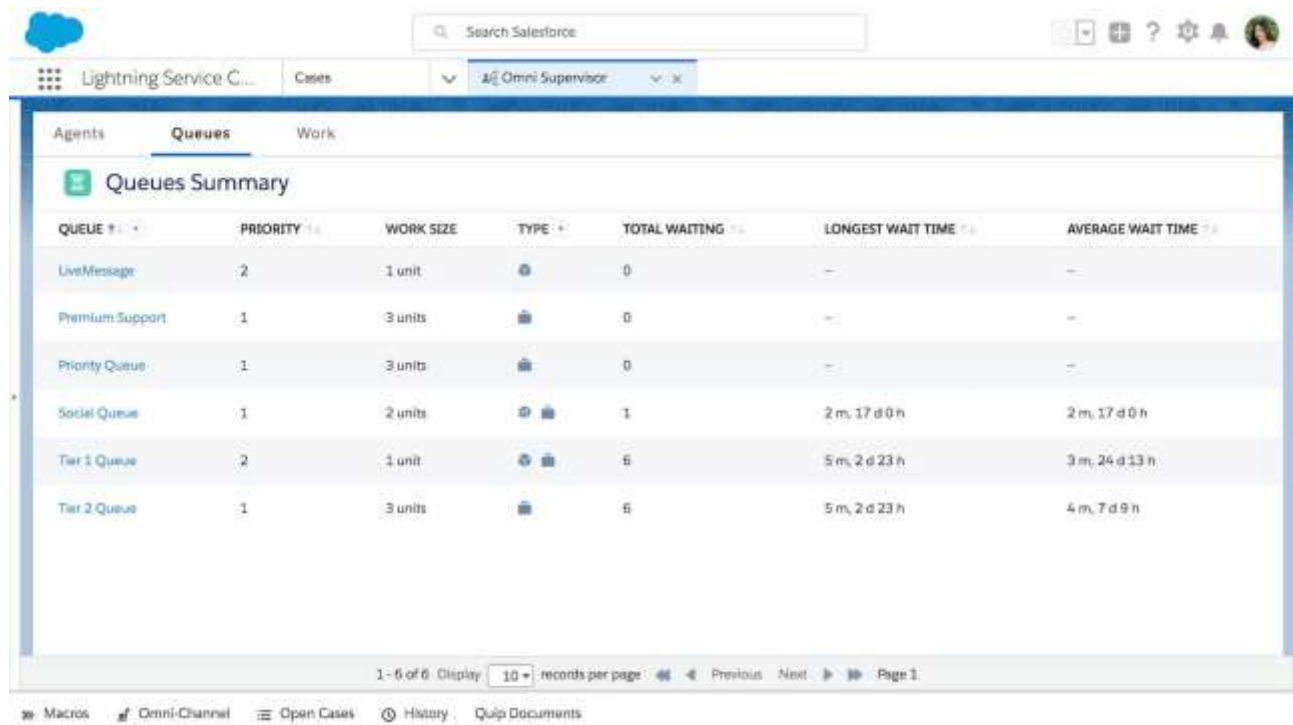 Search Salesforce
Lightning Service C... Cases Omni Supervisor
Agents Queues Work
Queues Summary
QUEUE PRIORITY WORK SIZE TYPE TOTAL WAITING LONGEST WAIT TIME AVERAGE WAIT TIME
LiveMessage 2 1 unit 0 - -
Premium Support 1 3 units 0 - -
Priority Queue 1 3 units 0 - -
Social Queue 1 2 units 1 2 m, 17 d 0 h 2 m, 17 d 0 h
Tier 1 Queue 2 1 unit 6 5 m, 2 d 23 h 3 m, 24 d 13 h
Tier 2 Queue 1 3 units 6 5 m, 2 d 23 h 4 m, 7 d 9 h
1 - 6 of 6 Display 10 records per page Previous Next Page 1
Macros Omni-Channel Open Cases History Quip Documents